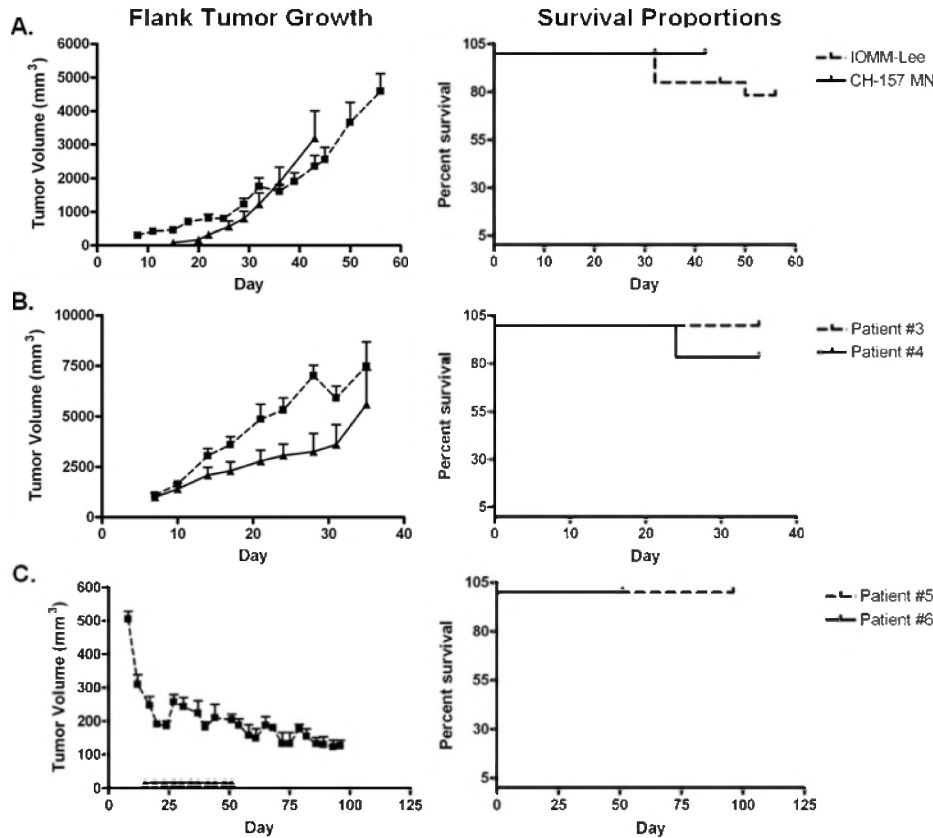 Flank Tumor Growth
Survival Proportions
A.
Tumor Volume (mm³)
6000
5000
4000
3000
2000
1000
0
0 10 20 30 40 50 60
Day
Percent survival
105
80
55
30
5
0 10 20 30 40 50 60
Day
IOMM-Lee
CH-157 MN
B.
Tumor Volume (mm³)
10000
7500
5000
2500
0
0 10 20 30 40
Day
Percent survival
105
80
55
30
5
0 10 20 30 40
Day
Patient #3
Patient #4
C.
Tumor Volume (mm³)
600
500
400
300
200
100
0
0 25 50 75 100 125
Day
Percent survival
105
80
55
30
5
0 50 100 150
Day
Patient #5
Patient #6